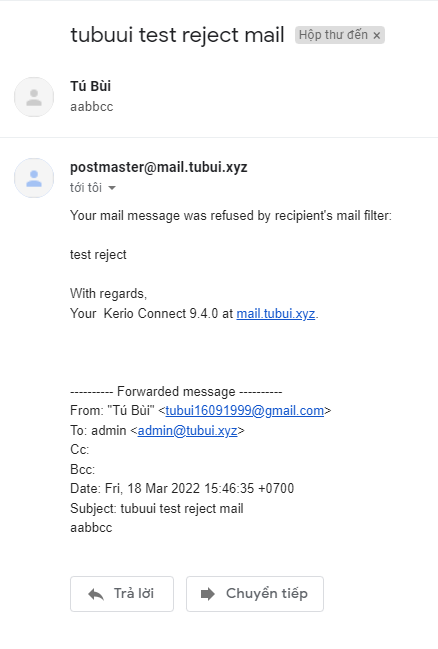 tubuui test reject mail Hộp thư đến ×
Tú Bùi
aabbcc
postmaster@mail.tubui.xyz
tới tôi
Your mail message was refused by recipient's mail filter:
test reject
With regards,
Your  Kerio Connect 9.4.0 at mail.tubui.xyz.
---------- Forwarded message ----------
From: "Tú Bùi" <tubui16091999@gmail.com>
To: admin <admin@tubui.xyz>
Cc:
Bcc:
Date: Fri, 18 Mar 2022 15:46:35 +0700
Subject: tubuui test reject mail
aabbcc
Trả lời
Chuyển tiếp